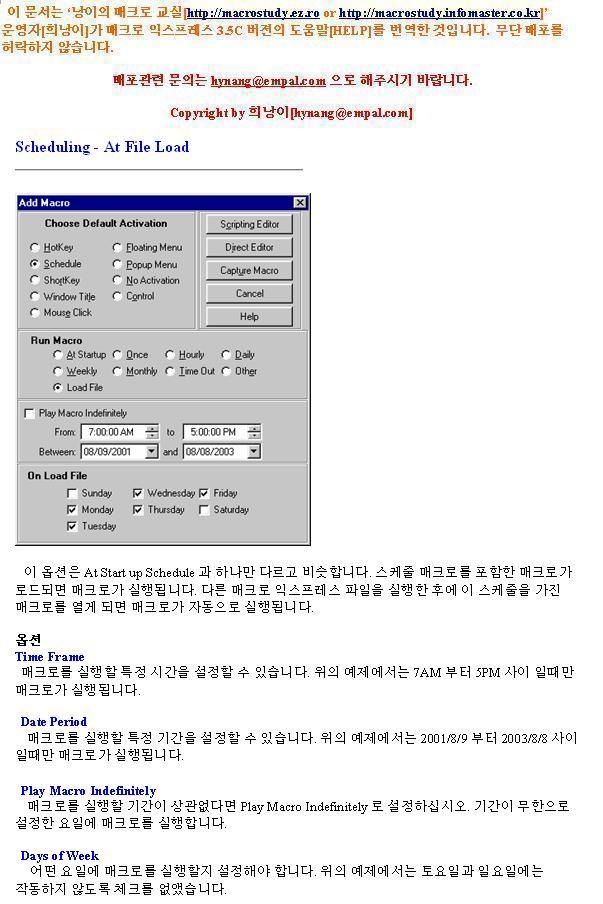 이 문서는 ‘낭이의 매크로 교실[http://macrostudy.ez.ro or http://macrostudy.infomaster.co.kr]’
운영자[희낭이]가 매크로 익스프레스 3.5C 버전의 도움말[HELP]를 번역한 것입니다. 무단 배포를
허락하지 않습니다.
배포관련 문의는 hynang@empal.com 으로 해주시기 바랍니다.
Copyright by 희낭이[hynang@empal.com]
Scheduling - At File Load
Add Macro
Choose Default Activation
HotKey
Floating Menu
Schedule
Popup Menu
ShortKey
No Activation
Window Title
Control
Mouse Click
Scripting Editor
Direct Editor
Capture Macro
Cancel
Help
Run Macro
At Startup Once Hourly Daily
Weekly Monthly Time Out Other
Load File
Play Macro Indefinitely
From: 7:00:00 AM to 5:00:00 PM
Between: 08/09/2001 and 08/08/2003
On Load File
Sunday Wednesday Friday
Monday Thursday Saturday
Tuesday
이 옵션은 At Start up Schedule 과 하나만 다르고 비슷합니다. 스케줄 매크로를 포함한 매크로가
로드되면 매크로가 실행됩니다. 다른 매크로 익스프레스 파일을 실행한 후에 이 스케줄을 가진
매크로를 열게 되면 매크로가 자동으로 실행됩니다.
옵션
Time Frame
매크로를 실행할 특정 시간을 설정할 수 있습니다. 위의 예제에서는 7AM 부터 5PM 사이 일때만
매크로가 실행됩니다.
Date Period
매크로를 실행할 특정 기간을 설정할 수 있습니다. 위의 예제에서는 2001/8/9 부터 2003/8/8 사이
일때만 매크로가 실행됩니다.
Play Macro Indefinitely
매크로를 실행할 기간이 상관없다면 Play Macro Indefinitely 로 설정하십시오. 기간이 무한으로
설정한 요일에 매크로를 실행합니다.
Days of Week
어떤 요일에 매크로를 실행할지 설정해야 합니다. 위의 예제에서는 토요일과 일요일에는
작동하지 않도록 체크를 없앴습니다.